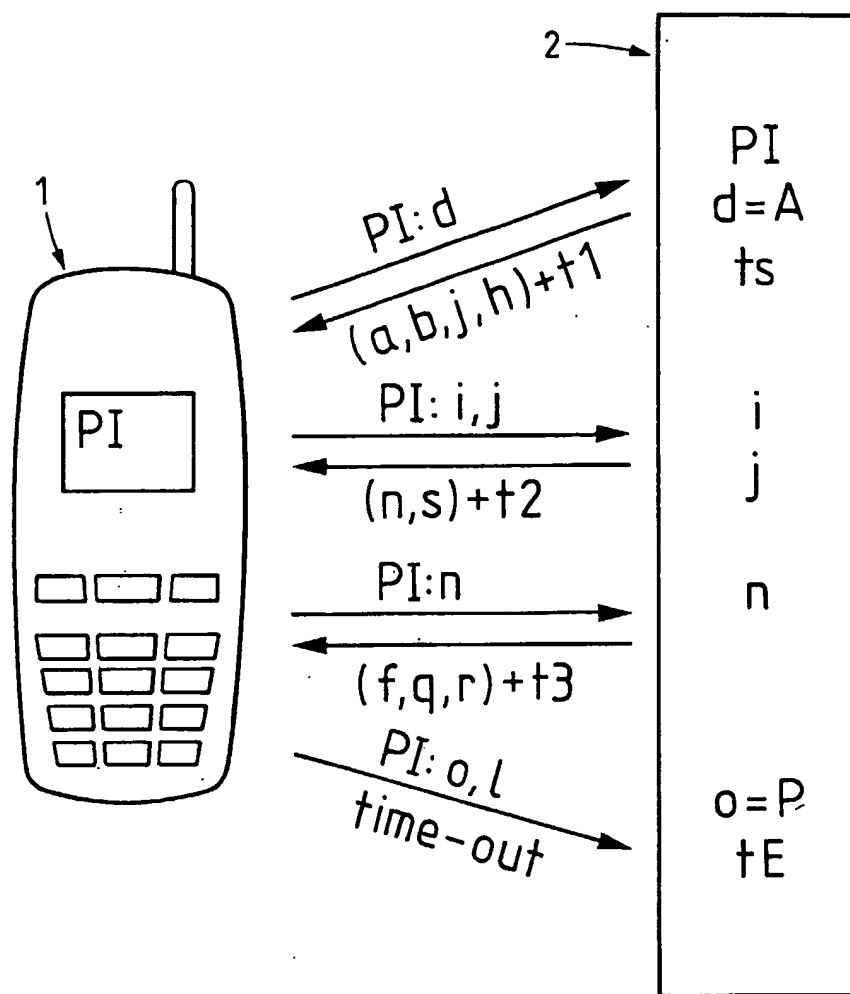 2
1
PI
d=A
ts
PI:d
(a,b,j,h)+t1
PI
PI: i,j
(n,s)+t2
i
j
PI:n
(f,q,r)+t3
n
PI: o,l
time-out
o=P
tE